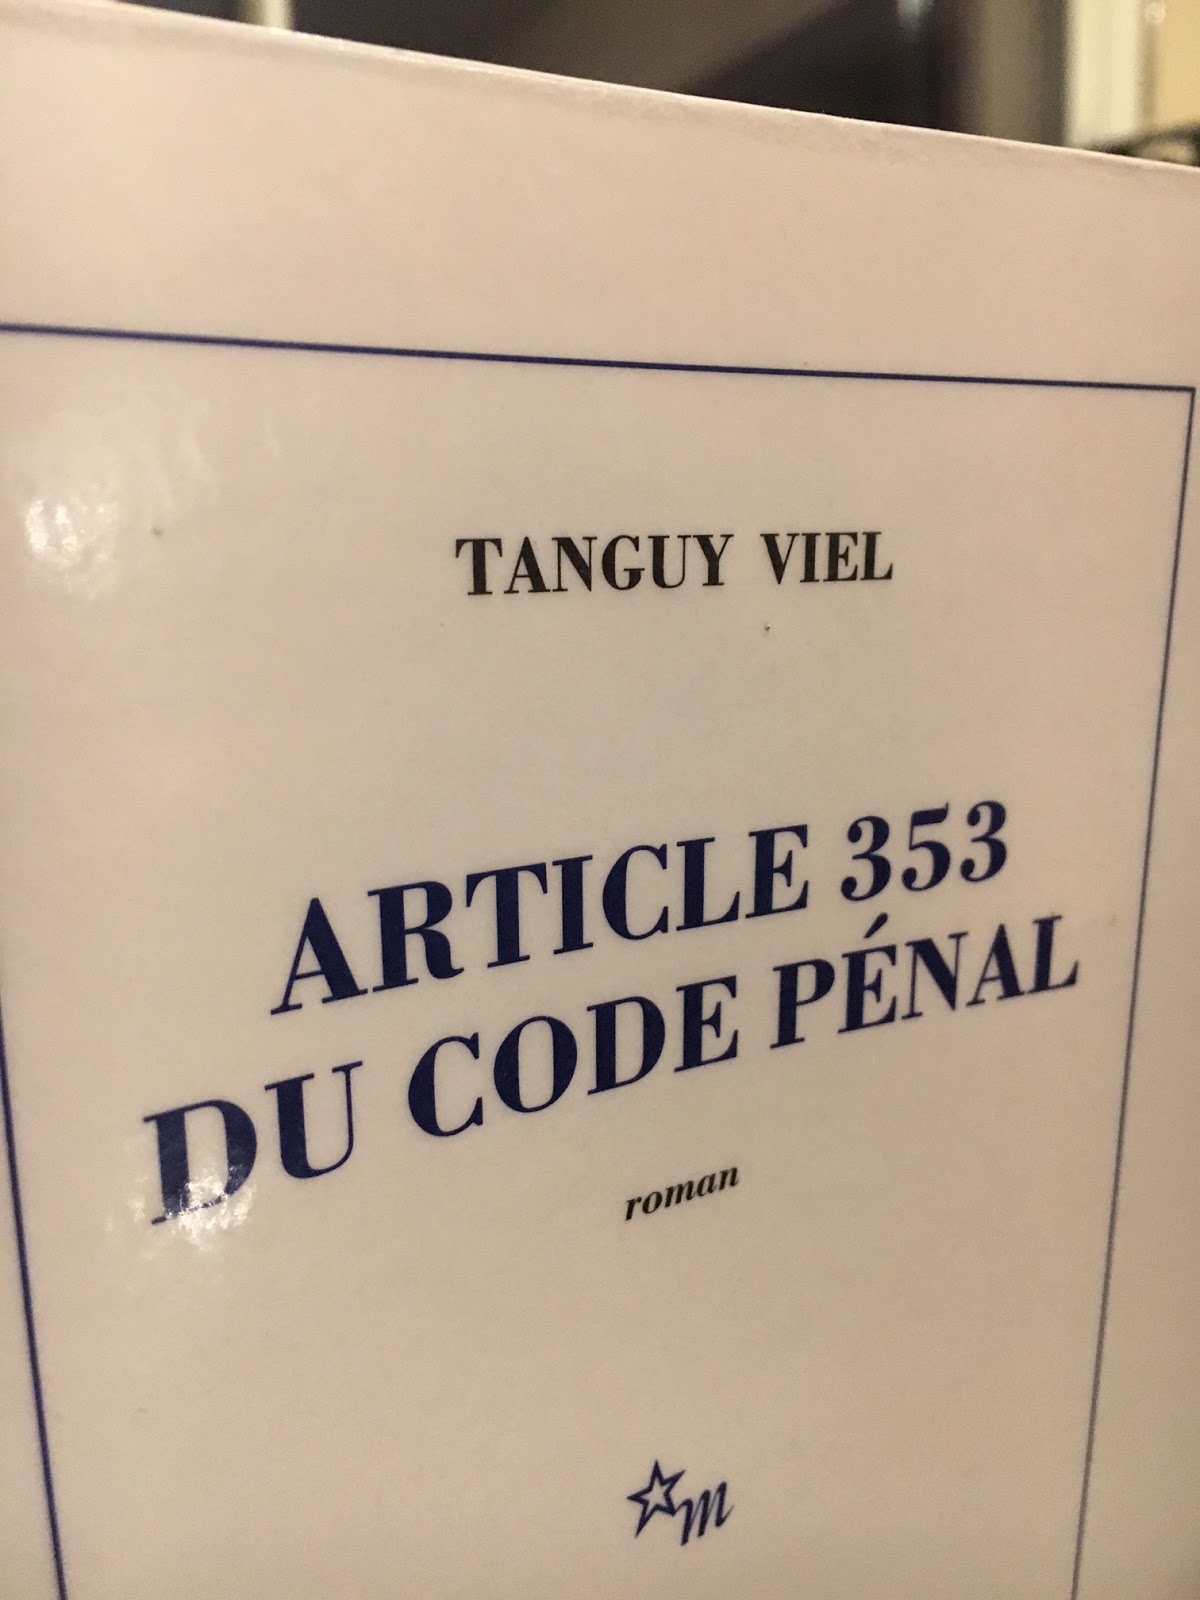 TANGUY VIEL
ARTICLE 353
DU CODE PÉNAL
roman
m